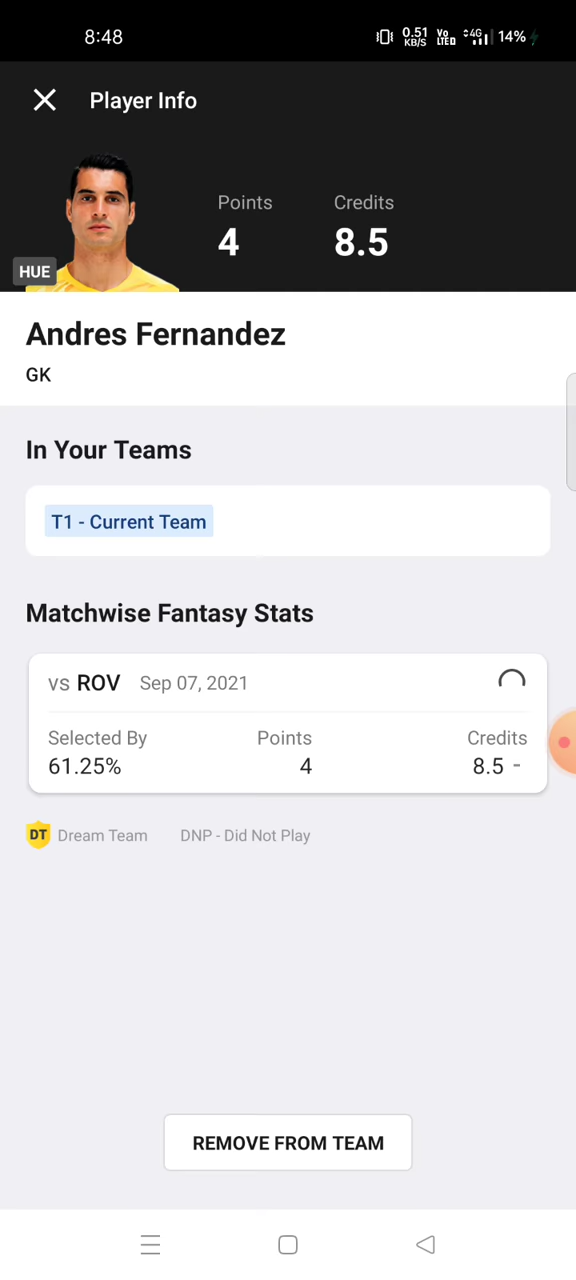 8:48 0.51 KB/S Vo LTED 4G 14%
Player Info
Points Credits
4 8.5
HUE
Andres Fernandez
GK
In Your Teams
T1 - Current Team
Matchwise Fantasy Stats
vs ROV Sep 07, 2021
Selected By Points Credits
61.25% 4 8.5 -
DT Dream Team DNP - Did Not Play
REMOVE FROM TEAM